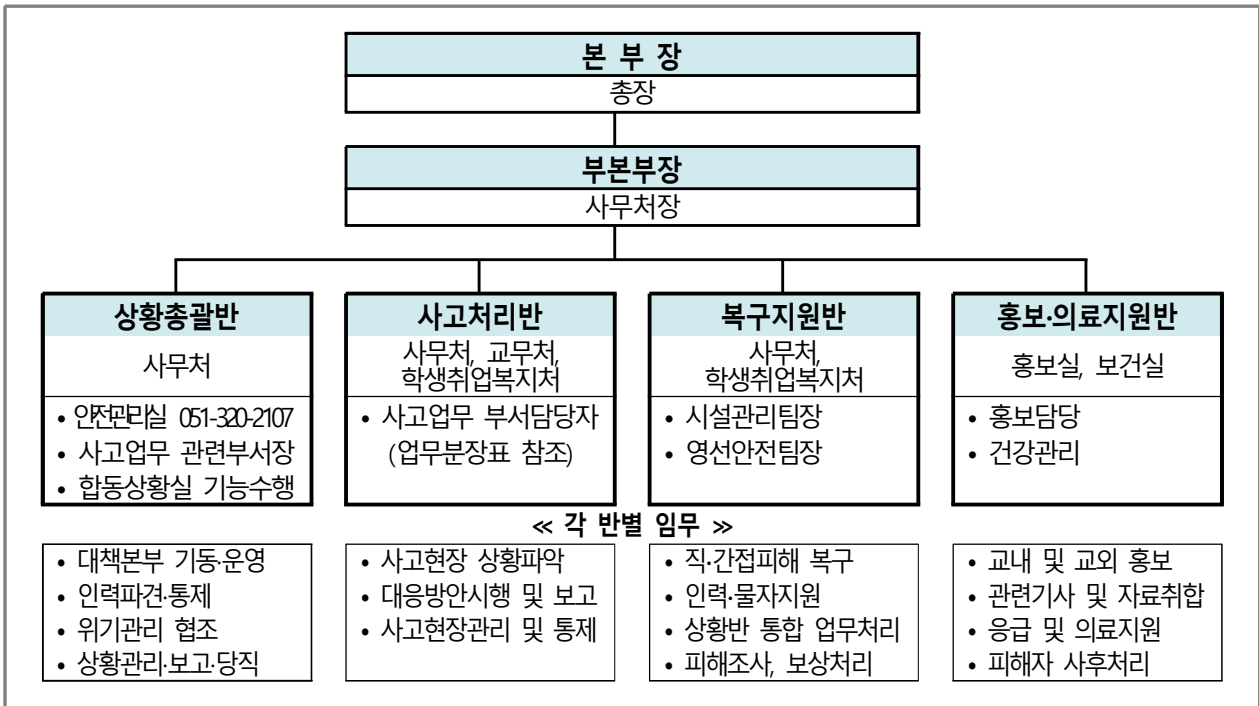 본 부 장
총장
부본부장
사무처장
상황총괄반
사무처
• 안전관리실 051-320-2107
• 사고업무 관련부서장
• 합동상황실 기능수행
사고처리반
사무처, 교무처,
학생취업복지처
• 사고업무 부서담당자
(업무분장표 참조)
복구지원반
사무처,
학생취업복지처
• 시설관리팀장
• 영선안전팀장
홍보·의료지원반
홍보실, 보건실
• 홍보담당
• 건강관리
≪ 각 반별 임무 ≫
• 대책본부 기동·운영
• 인력파견·통제
• 위기관리 협조
• 상황관리·보고·당직
• 사고현장 상황파악
• 대응방안시행 및 보고
• 사고현장관리 및 통제
• 직·간접피해 복구
• 인력·물자지원
• 상황반 통합 업무처리
• 피해조사, 보상처리
• 교내 및 교외 홍보
• 관련기사 및 자료취합
• 응급 및 의료지원
• 피해자 사후처리